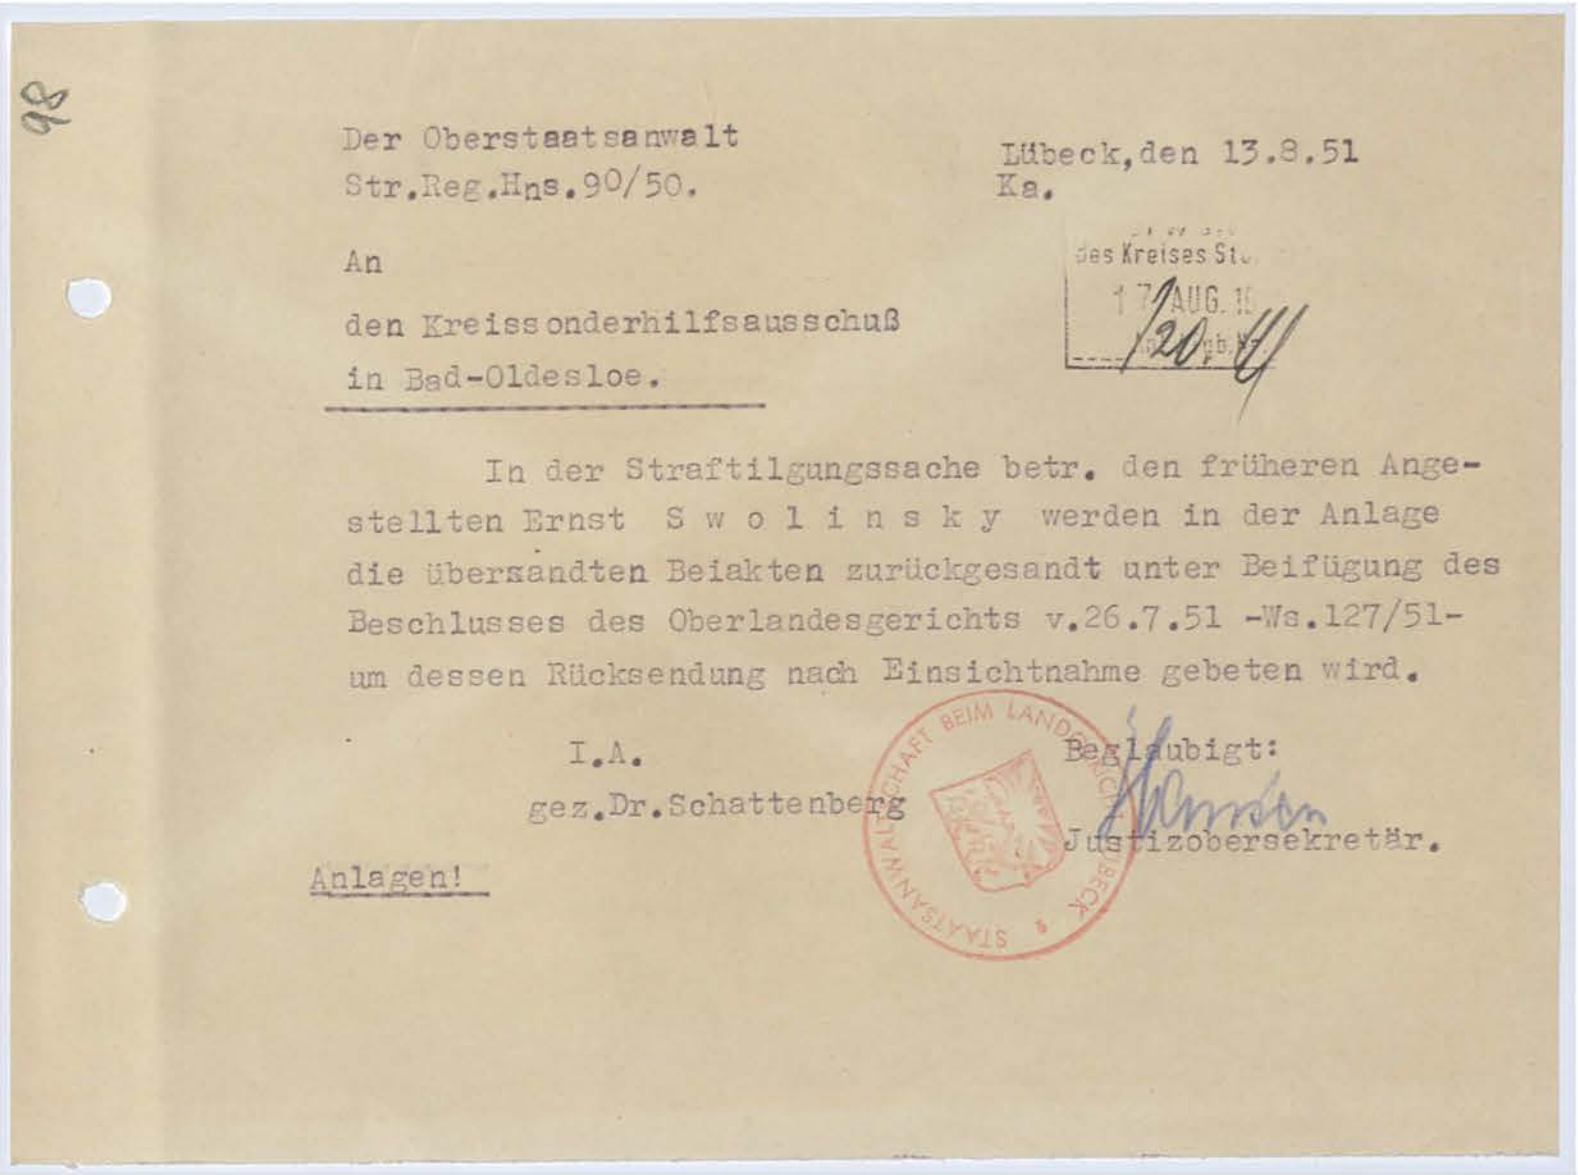 98
Der Oberstaatsanwalt
Str.Reg.Hns.90/50.
Lübeck,den 13.8.51
Ka.
des Kreises St
17. AUG. 1
An
den Kreissonderhilfsausschuß
in Bad-Oldesloe.
In der Straftilgungssache betr. den früheren Ange-
stellten Ernst S w o l i n s k y werden in der Anlage
die übersandten Beiakten zurückgesandt unter Beifügung des
Beschlusses des Oberlandesgerichts v.26.7.51 -Ws.127/51-
um dessen Rücksendung nach Einsichtnahme gebeten wird.
I.A.
gez.Dr.Schattenberg
Beglaubigt:
Justizobersekretär.
STAATSANWALTSCHAFT BEIM LANDGERICHT LÜBECK
Anlagen!